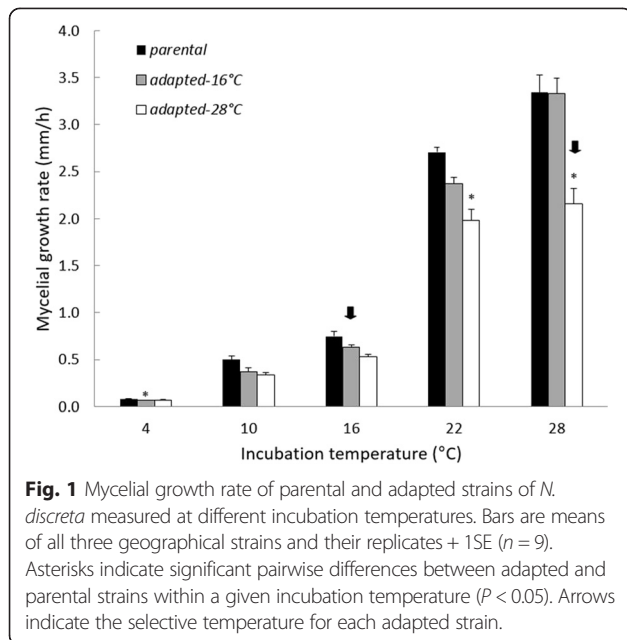 4.0
parental
3.5
adapted-16°C
adapted-28°C
3.0
*
2.5
*
2.0
1.5
1.0
0.5
*
0.0
4 10 16 22 28
Mycelial growth rate (mm/h)
Incubation temperature (°C)
Fig. 1 Mycelial growth rate of parental and adapted strains of N.
discreta measured at different incubation temperatures. Bars are means
of all three geographical strains and their replicates + 1SE (n = 9).
Asterisks indicate significant pairwise differences between adapted and
parental strains within a given incubation temperature (P < 0.05). Arrows
indicate the selective temperature for each adapted strain.